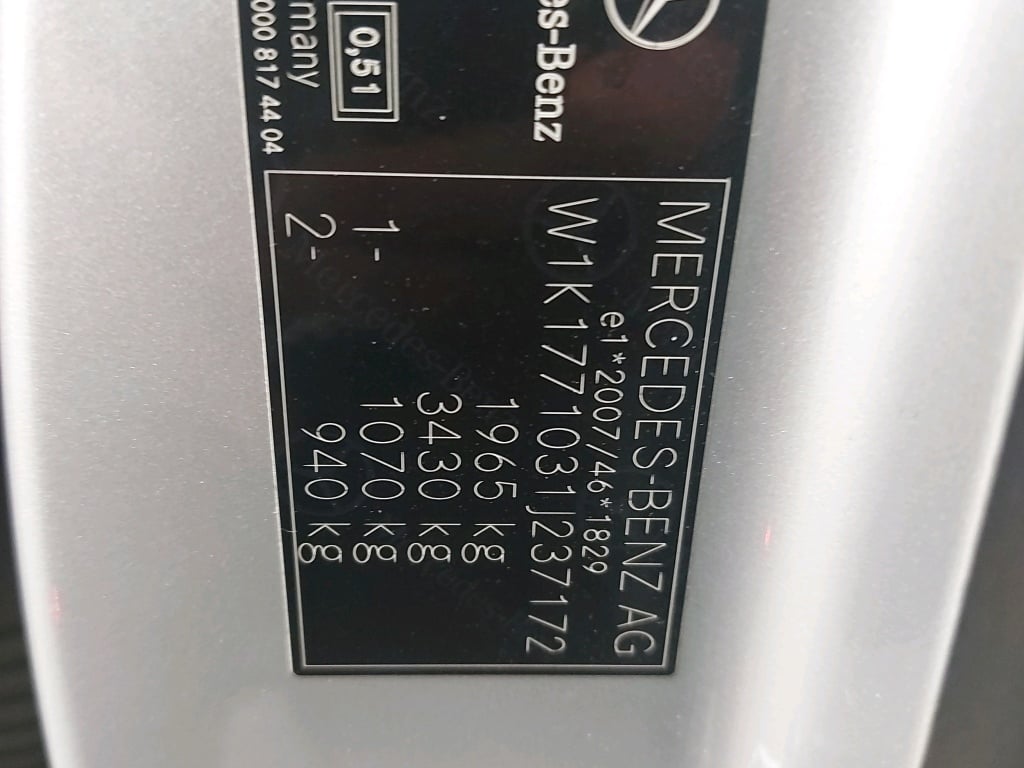 es-Benz
0,51
many
000 817 44 04
MERCEDES-BENZ AG
e1*2007/46*1829
W1K1771031J237172
1965 kg
3430 kg
1- 1070 kg
2- 940 kg